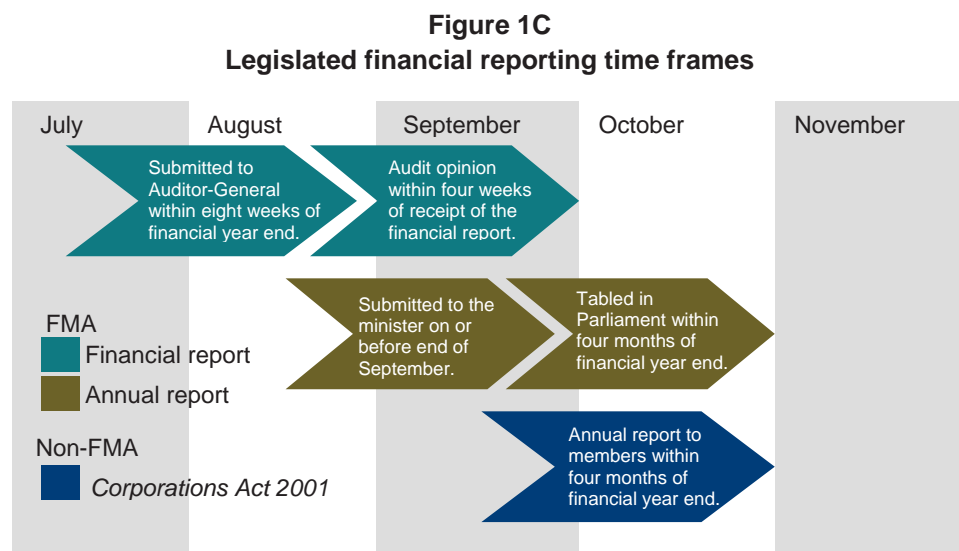 Figure 1C
Legislated financial reporting time frames
July
August
September
October
November
Submitted to
Auditor-General
within eight weeks of
financial year end.
Audit opinion
within four weeks
of receipt of the
financial report.
Submitted to the
minister on or
before end of
September.
Tabled in
Parliament within
four months of
financial year end.
FMA
Financial report
Annual report
Annual report to
members within
four months of
financial year end.
Non-FMA
Corporations Act 2001